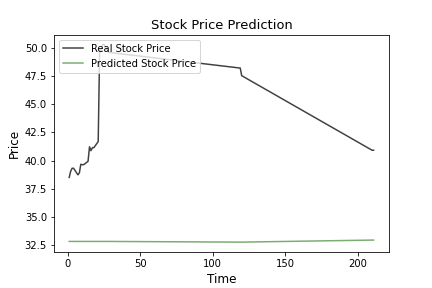 Stock Price Prediction
Real Stock Price
Predicted Stock Price
50.0
47.5
45.0
42.5
40.0
37.5
35.0
32.5
Price
0 50 100 150 200
Time